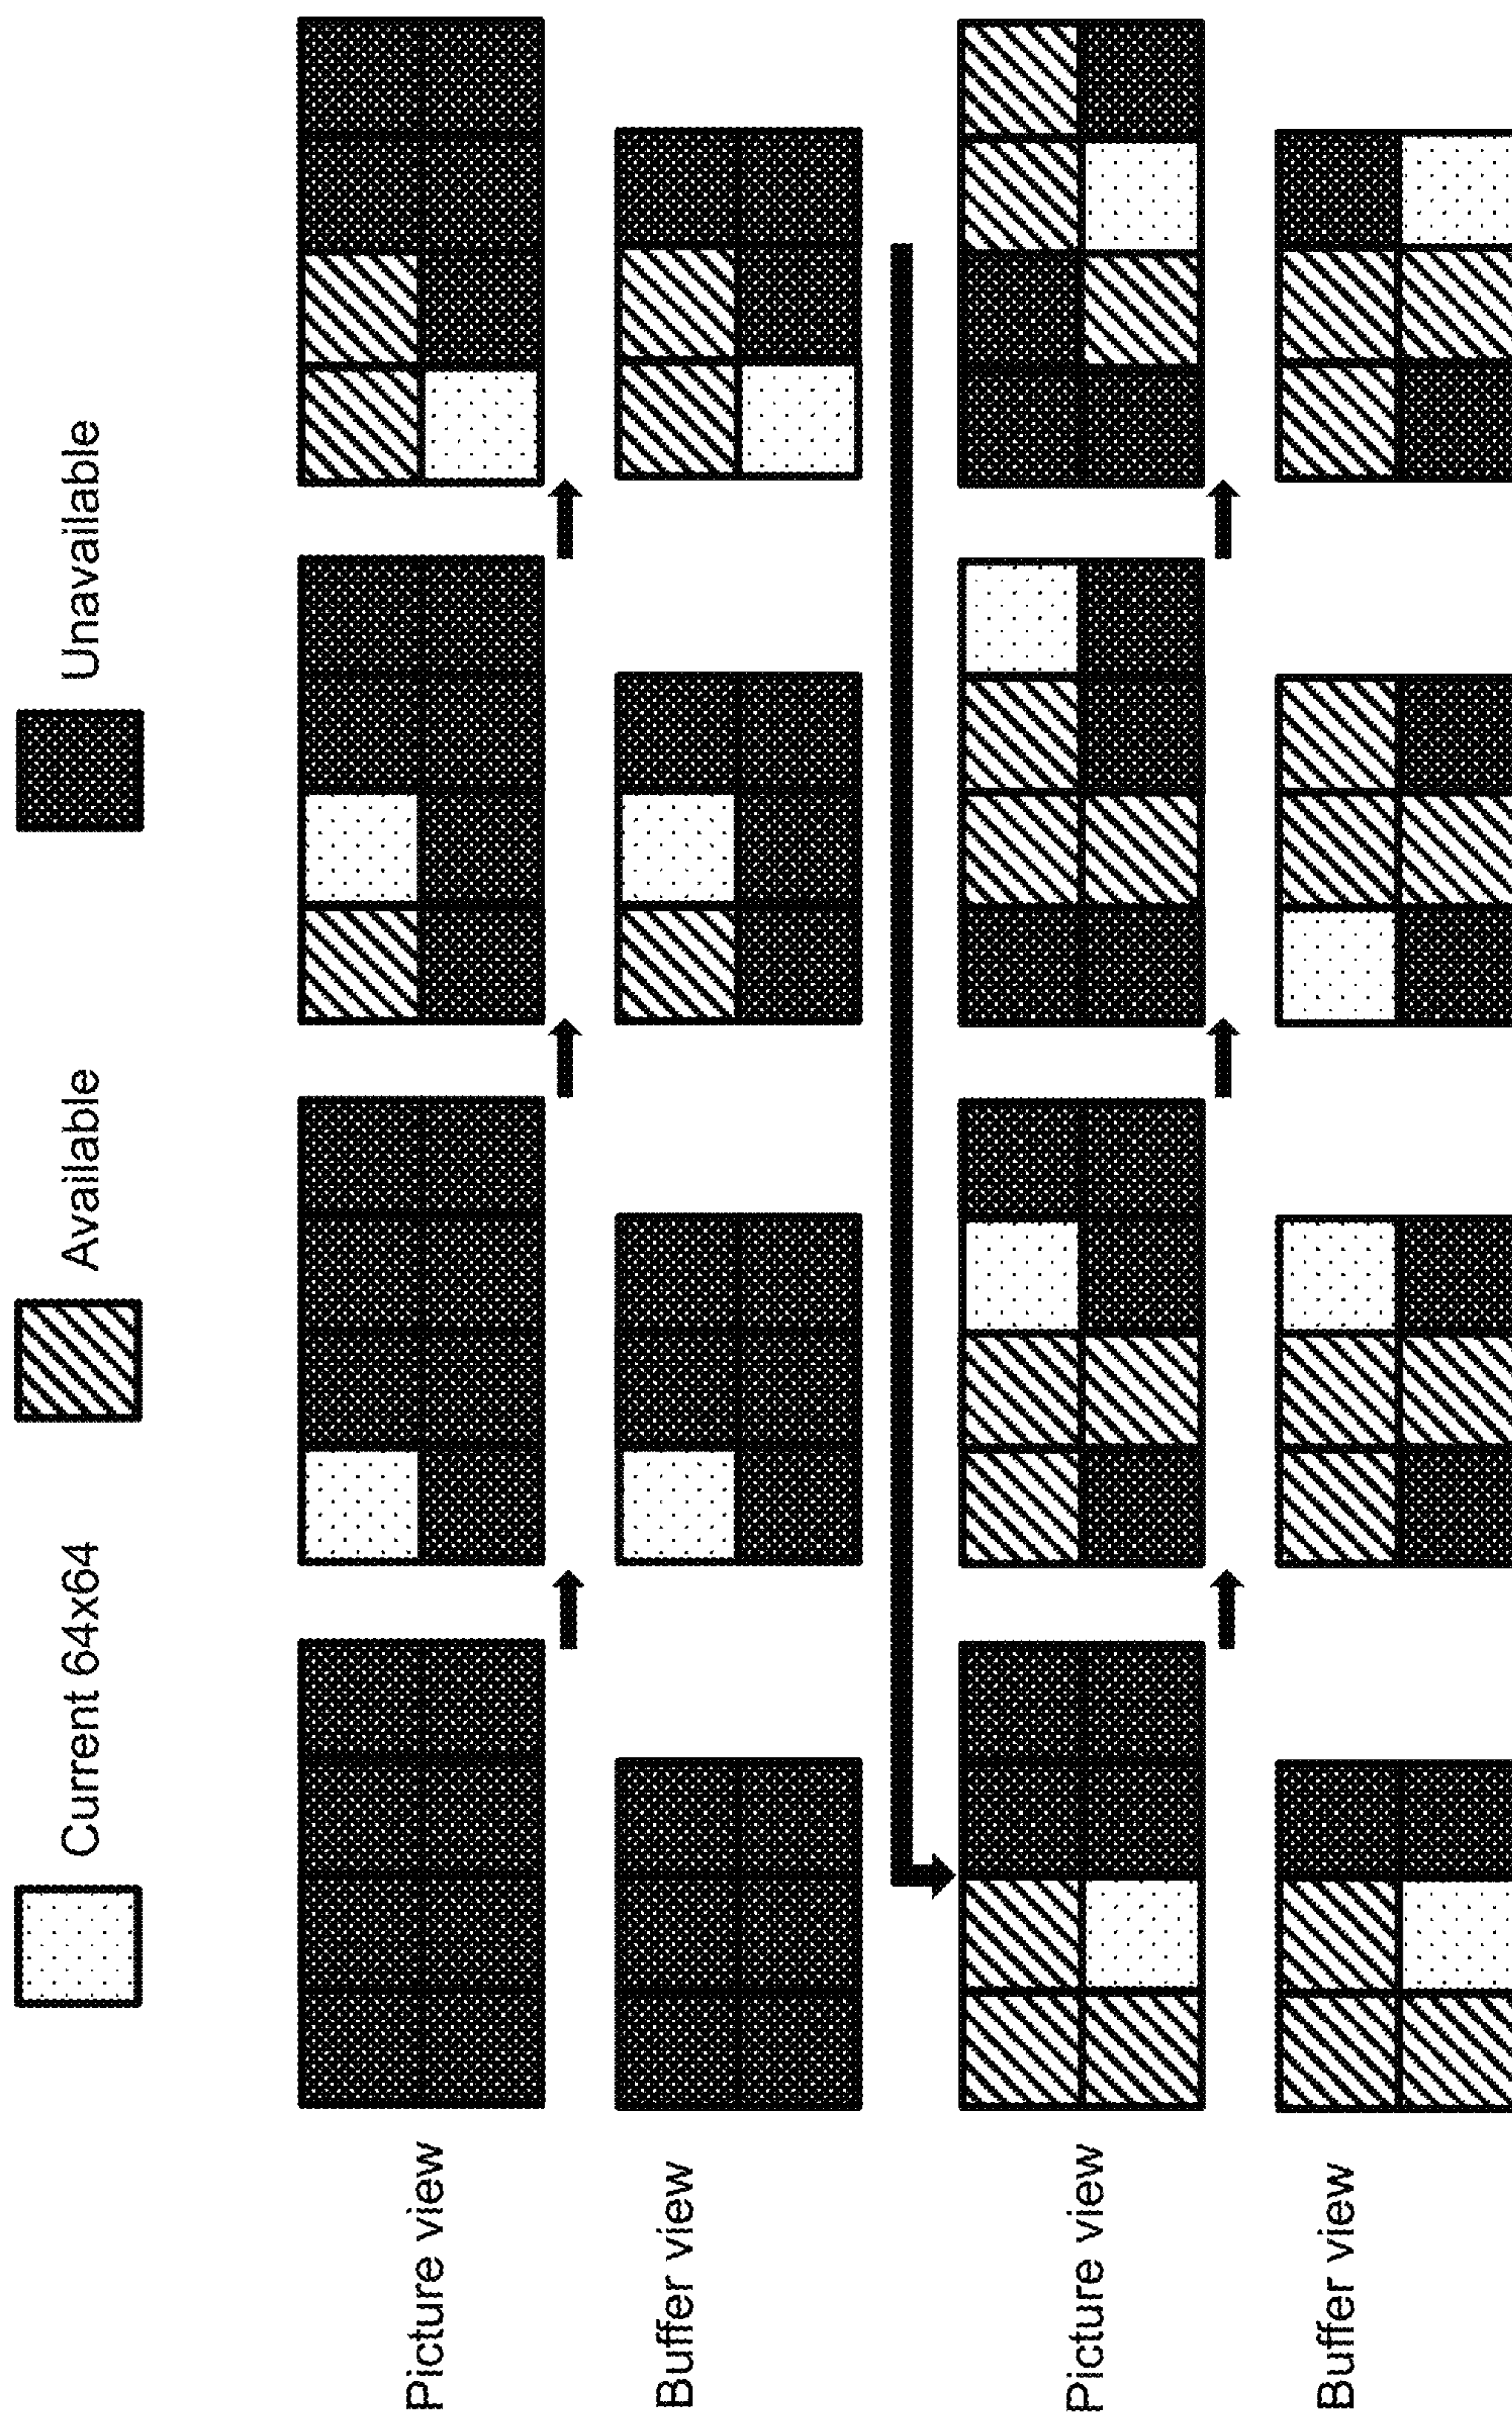 Current 64x64
Available
Unavailable
Picture view
Buffer view
Picture view
Buffer view